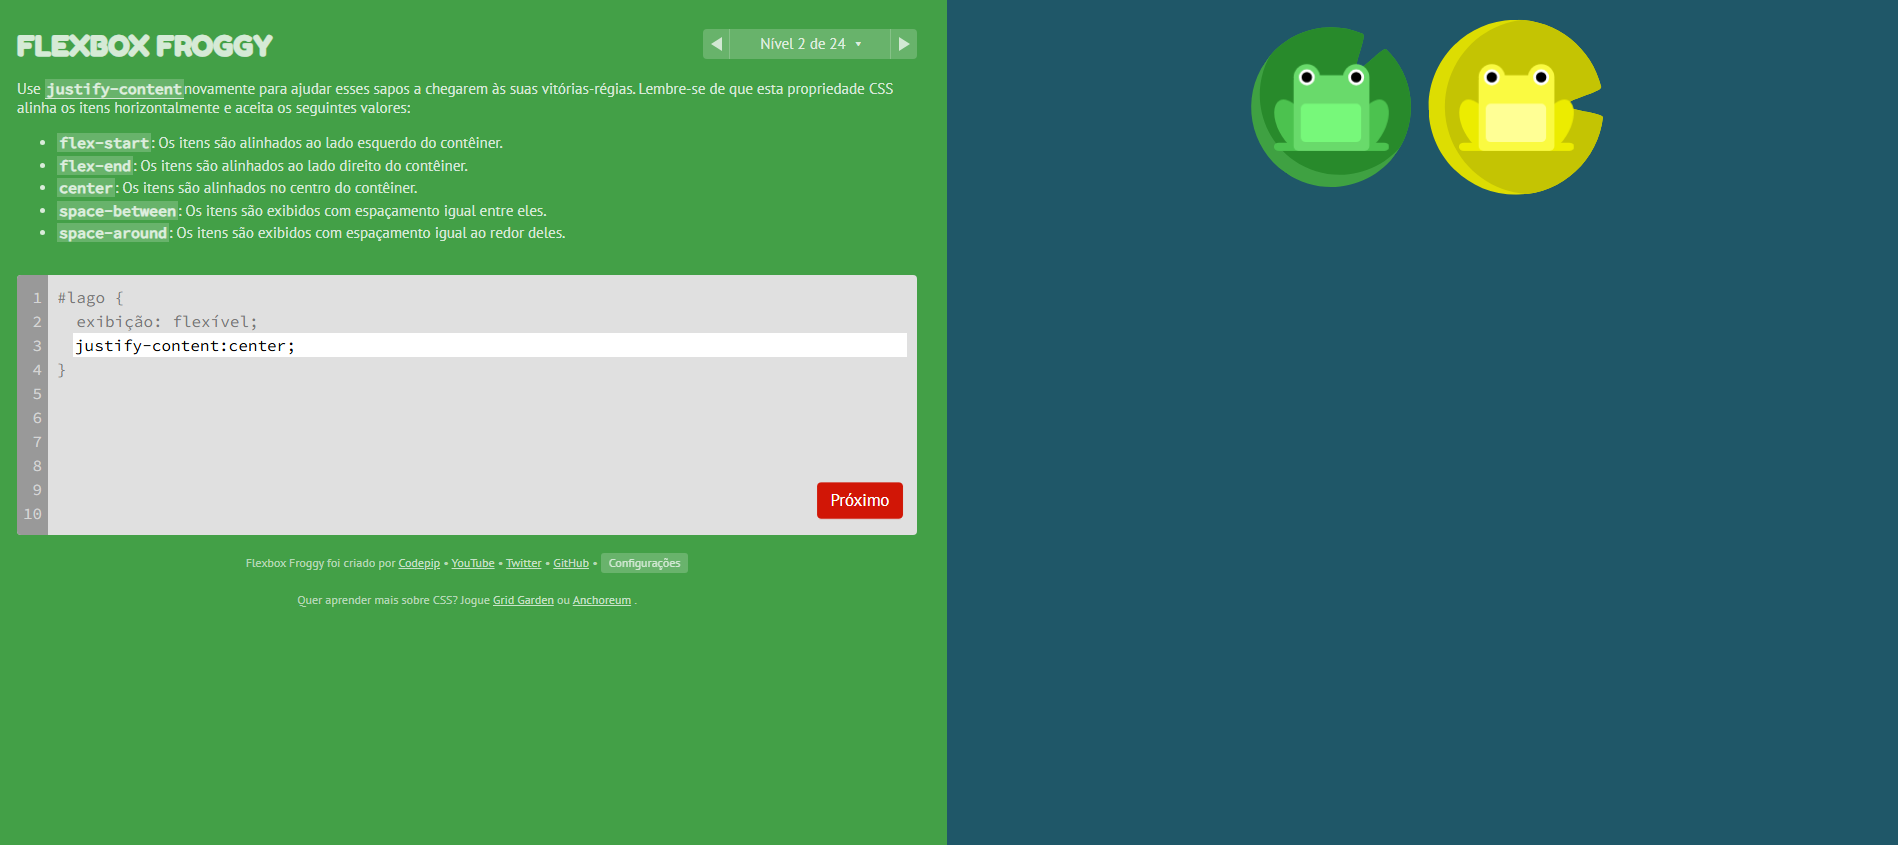 FLEXBOX FROGGY
Nível 2 de 24
Use justify-content novamente para ajudar esses sapos a chegarem às suas vitórias-régias. Lembre-se de que esta propriedade CSS
alinha os itens horizontalmente e aceita os seguintes valores:
• flex-start: Os itens são alinhados ao lado esquerdo do contêiner.
• flex-end: Os itens são alinhados ao lado direito do contêiner.
• center: Os itens são alinhados no centro do contêiner.
• space-between: Os itens são exibidos com espaçamento igual entre eles.
• space-around: Os itens são exibidos com espaçamento igual ao redor deles.
1 #lago {
2 exibição: flexível;
3 justify-content:center;
4 }
5
6
7
8
9
10
Próximo
Flexbox Froggy foi criado por Codepip • YouTube • Twitter • GitHub • Configurações
Quer aprender mais sobre CSS? Jogue Grid Garden ou Anchoreum .